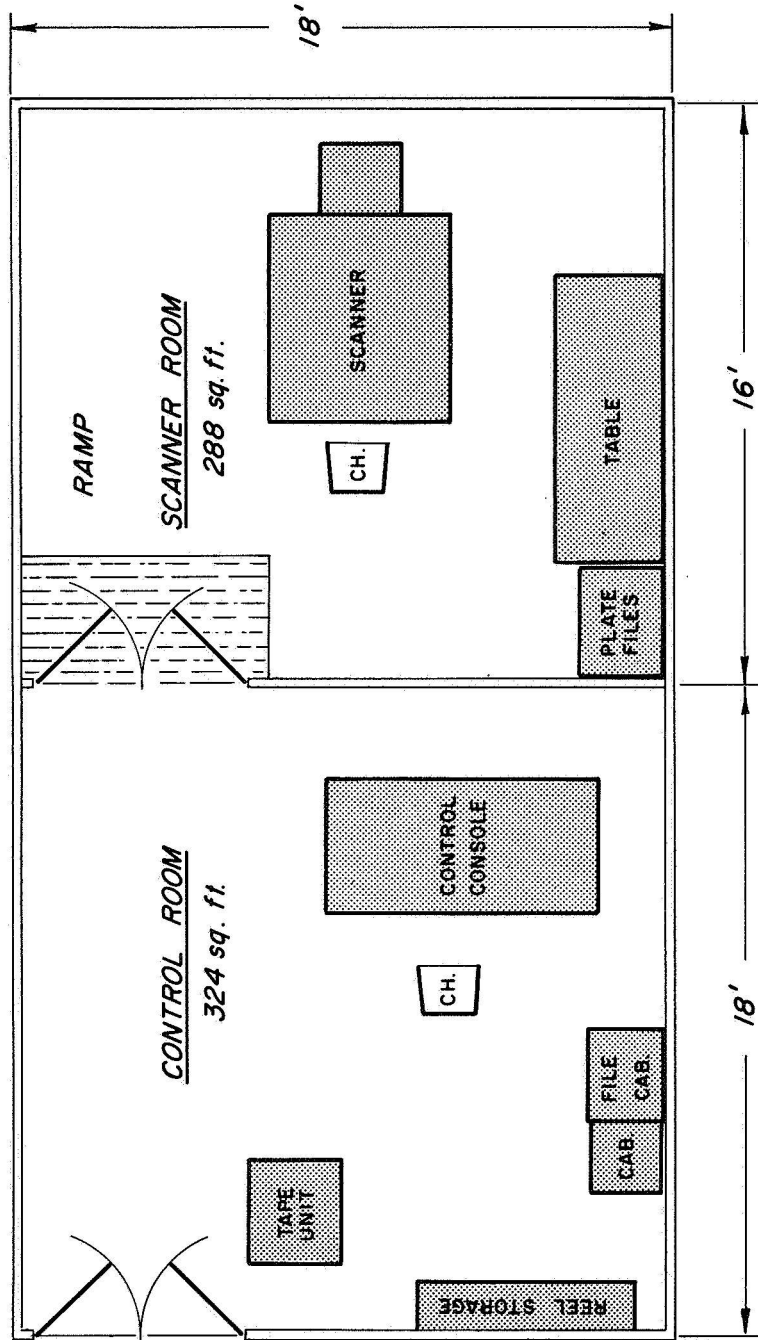 RAMP
CONTROL ROOM
324 sq. ft.
SCANNER ROOM
288 sq. ft.
18'
TAPE
UNIT
SCANNER
CH.
CH.
CONTROL
CONSOLE
REEL STORAGE
CAB.
FILE
CAB.
PLATE
FILES
TABLE
18'
16'